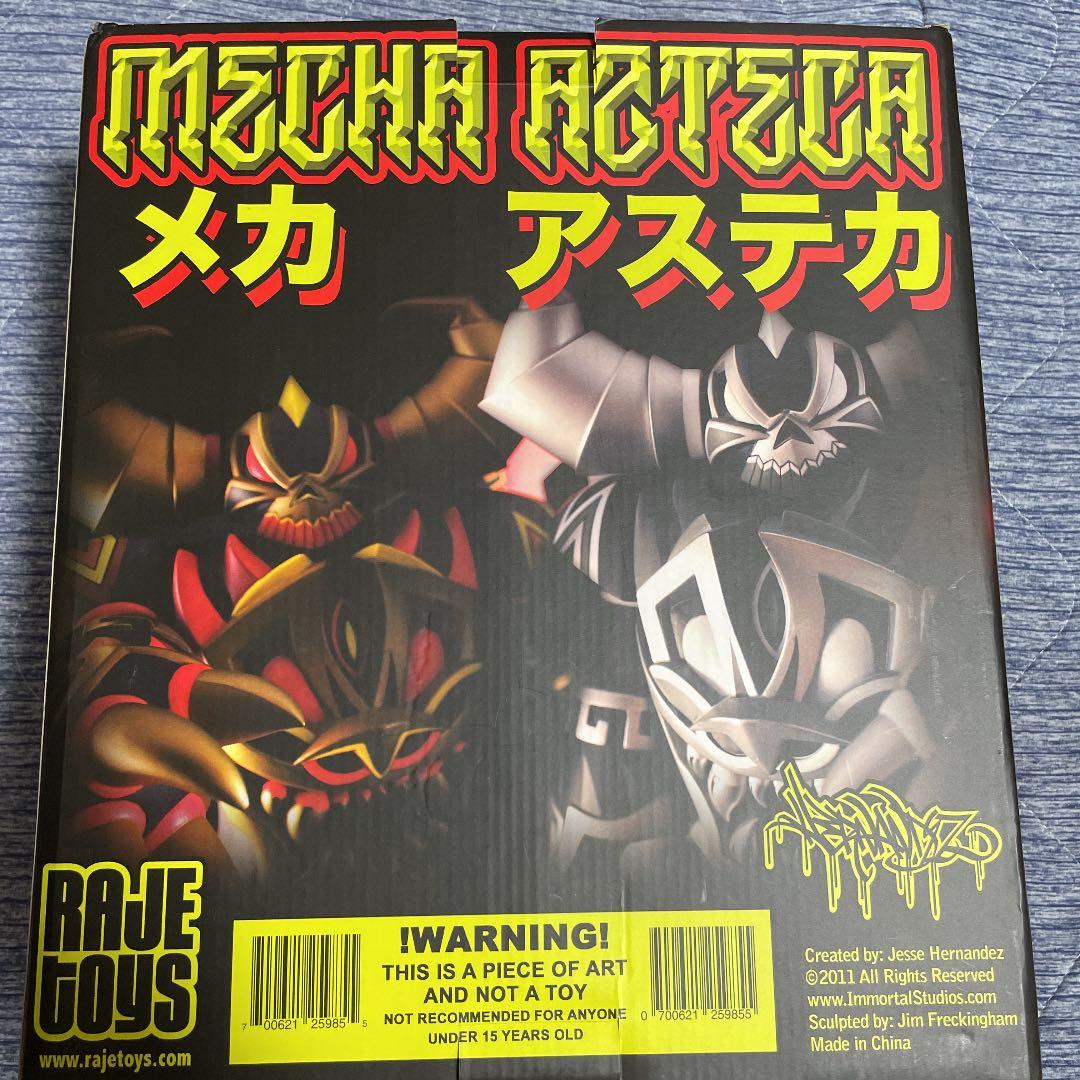 MECHA AZTECA
メカ アステカ
HERNANDEZ
RAJE
TOYS
www.rajetoys.com
7 00621 25985 5
!WARNING!
THIS IS A PIECE OF ART
AND NOT A TOY
NOT RECOMMENDED FOR ANYONE
UNDER 15 YEARS OLD
0 700621 259855
Created by: Jesse Hernandez
©2011 All Rights Reserved
www.ImmortalStudios.com
Sculpted by: Jim Freckingham
Made in China